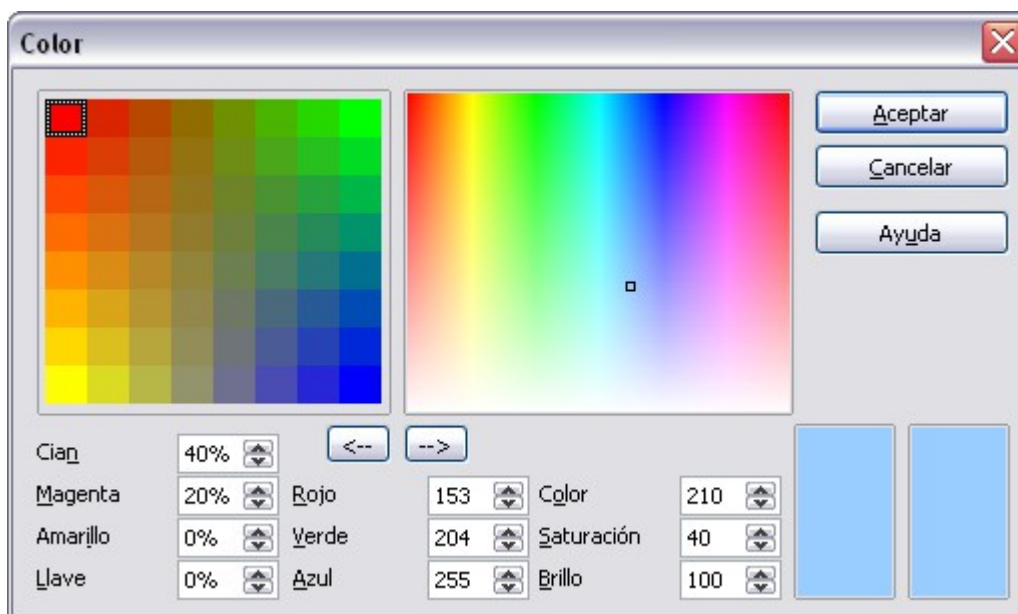 Color
Aceptar
Cancelar
Ayuda
<-- -->
Cian 40%
Magenta 20% Rojo 153 Color 210
Amarillo 0% Verde 204 Saturación 40
Llave 0% Azul 255 Brillo 100